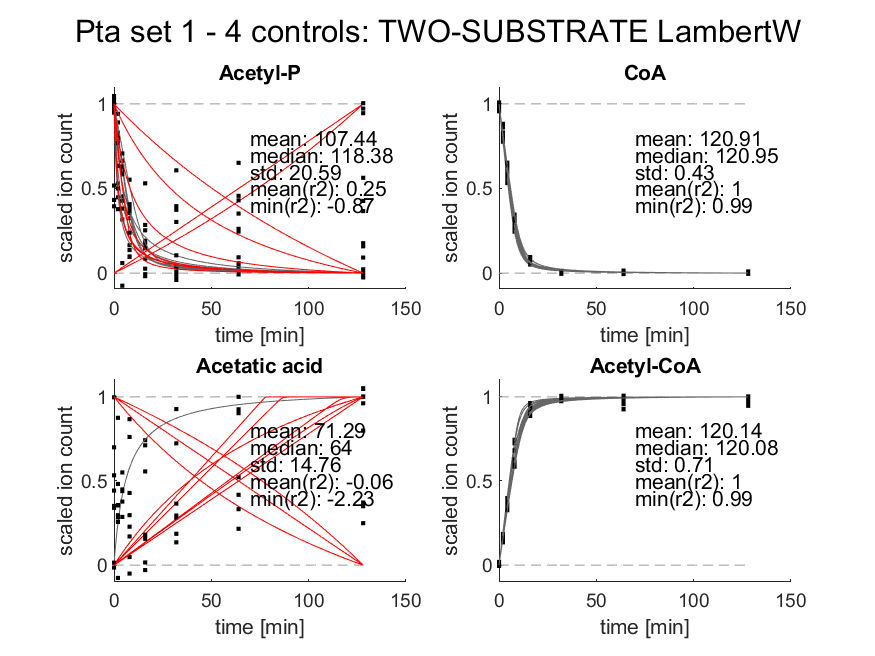 Pta set 1 - 4 controls: TWO-SUBSTRATE LambertW
Acetyl-P
scaled ion count
1
0.5
0
mean: 107.44
median: 118.38
std: 20.59
mean(r2): 0.25
min(r2): -0.87
0
50
100
150
time [min]
CoA
scaled ion count
1
0.5
0
mean: 120.91
median: 120.95
std: 0.43
mean(r2): 1
min(r2): 0.99
0
50
100
150
time [min]
Acetatic acid
scaled ion count
1
0.5
0
mean: 71.29
median: 64
std: 14.76
mean(r2): -0.06
min(r2): -2.23
0
50
100
150
time [min]
Acetyl-CoA
scaled ion count
1
0.5
0
mean: 120.14
median: 120.08
std: 0.71
mean(r2): 1
min(r2): 0.99
0
50
100
150
time [min]